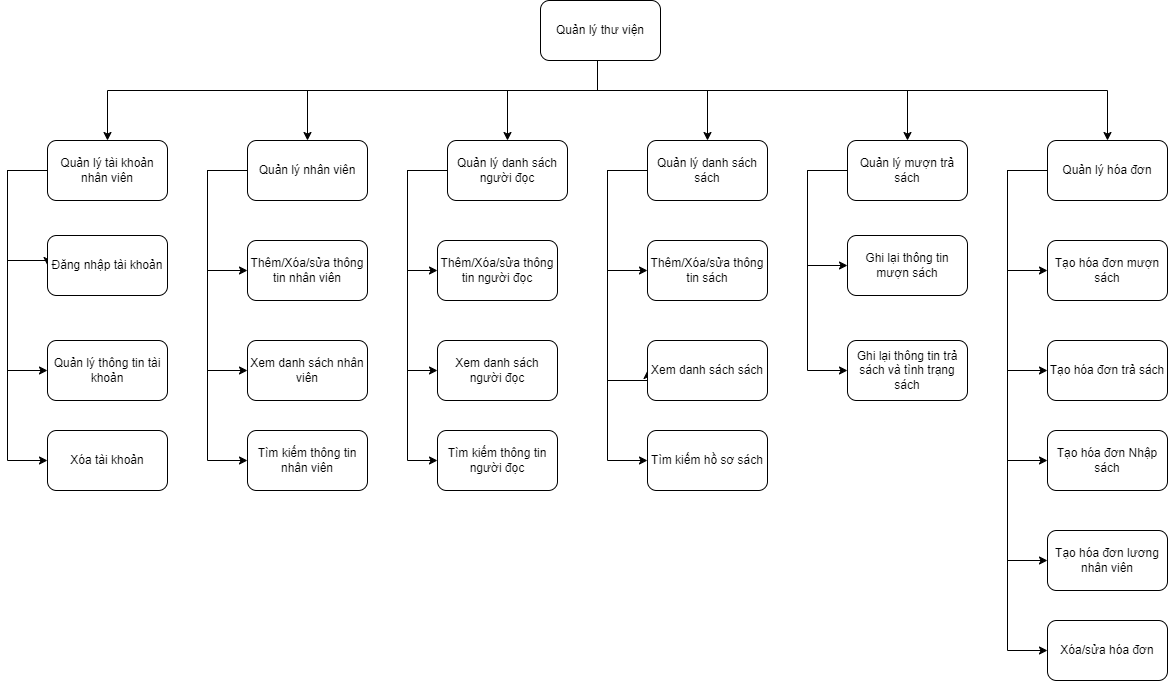 Quản lý thư viện
Quản lý tài khoản
nhân viên
Quản lý nhân viên
Quản lý danh sách
người đọc
Quản lý danh sách
sách
Quản lý mượn trả
sách
Quản lý hóa đơn
Đăng nhập tài khoản
Thêm/Xóa/sửa thông
tin nhân viên
Thêm/Xóa/sửa thông
tin người đọc
Thêm/Xóa/sửa thông
tin sách
Ghi lại thông tin
mượn sách
Tạo hóa đơn mượn
sách
Quản lý thông tin tài
khoản
Xem danh sách nhân
viên
Xem danh sách
người đọc
Xem danh sách sách
Ghi lại thông tin trả
sách và tình trạng
sách
Tạo hóa đơn trả sách
Xóa tài khoản
Tìm kiếm thông tin
nhân viên
Tìm kiếm thông tin
người đọc
Tìm kiếm hồ sơ sách
Tạo hóa đơn Nhập
sách
Tạo hóa đơn lương
nhân viên
Xóa/sửa hóa đơn